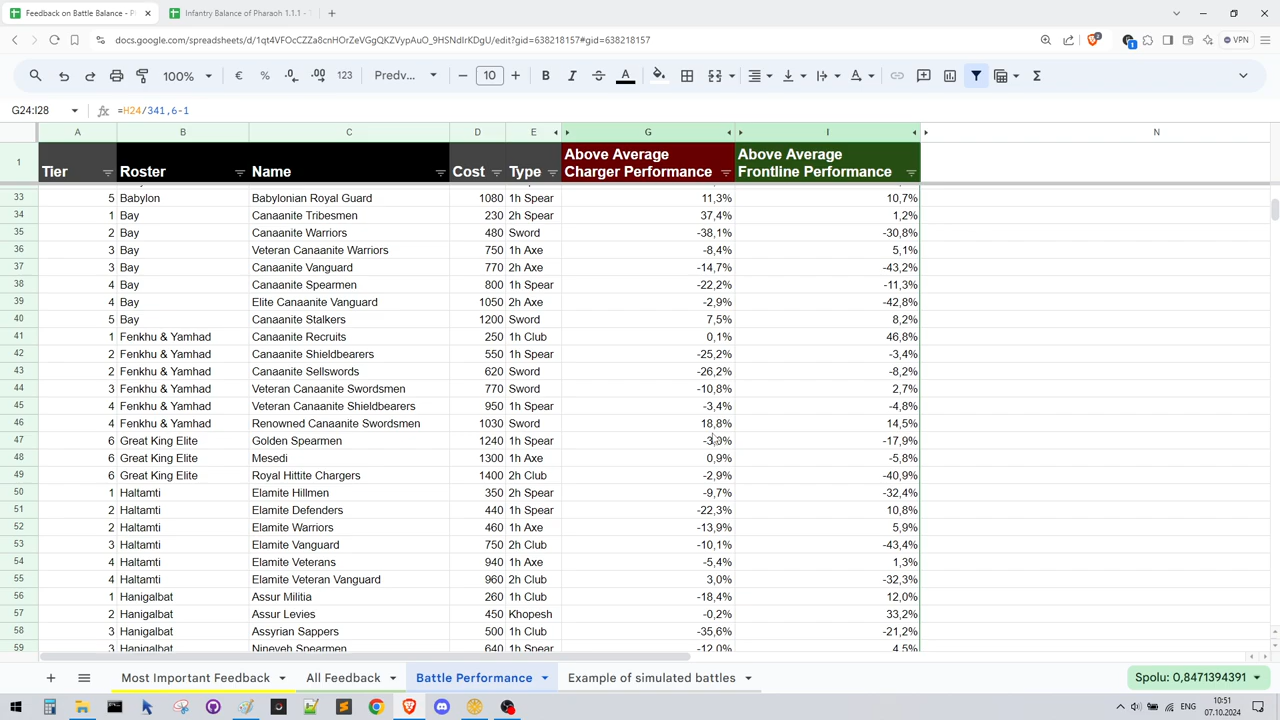 Feedback on Battle Balance - P
Infantry Balance of Pharaoh 1.1.1 -
docs.google.com/spreadsheets/d/1qt4VFOcCZZa8cnHOrZeVGgQKZVypAuO_9HSNdIrKDgU/edit?gid=638218157#gid=638218157
VPN
100% € % .0 .00 123 Predv... 10 B I A Σ
G24:I28 fx =H24/341,6-1
A B C D E G I N
1 Tier Roster Name Cost Type Above Average Charger Performance Above Average Frontline Performance
33 5 Babylon Babylonian Royal Guard 1080 1h Spear 11,3% 10,7%
34 1 Bay Canaanite Tribesmen 230 2h Spear 37,4% 1,2%
35 2 Bay Canaanite Warriors 480 Sword -38,1% -30,8%
36 3 Bay Veteran Canaanite Warriors 750 1h Axe -8,4% 5,1%
37 3 Bay Canaanite Vanguard 770 2h Axe -14,7% -43,2%
38 4 Bay Canaanite Spearmen 800 1h Spear -22,2% -11,3%
39 4 Bay Elite Canaanite Vanguard 1050 2h Axe -2,9% -42,8%
40 5 Bay Canaanite Stalkers 1200 Sword 7,5% 8,2%
41 1 Fenkhu & Yamhad Canaanite Recruits 250 1h Club 0,1% 46,8%
42 2 Fenkhu & Yamhad Canaanite Shieldbearers 550 1h Spear -25,2% -3,4%
43 2 Fenkhu & Yamhad Canaanite Sellswords 620 Sword -26,2% -8,2%
44 3 Fenkhu & Yamhad Veteran Canaanite Swordsmen 770 Sword -10,8% 2,7%
45 4 Fenkhu & Yamhad Veteran Canaanite Shieldbearers 950 1h Spear -3,4% -4,8%
46 4 Fenkhu & Yamhad Renowned Canaanite Swordsmen 1030 Sword 18,8% 14,5%
47 6 Great King Elite Golden Spearmen 1240 1h Spear -17,9%
48 6 Great King Elite Mesedi 1300 1h Axe 0,9% -5,8%
49 6 Great King Elite Royal Hittite Chargers 1400 2h Club -2,9% -40,9%
50 1 Haltamti Elamite Hillmen 350 2h Spear -9,7% -32,4%
51 2 Haltamti Elamite Defenders 440 1h Spear -22,3% 10,8%
52 2 Haltamti Elamite Warriors 460 1h Axe -13,9% 5,9%
53 3 Haltamti Elamite Vanguard 750 2h Club -10,1% -43,4%
54 4 Haltamti Elamite Veterans 940 1h Axe -5,4% 1,3%
55 4 Haltamti Elamite Veteran Vanguard 960 2h Club 3,0% -32,3%
56 1 Hanigalbat Assur Militia 260 1h Club -18,4% 12,0%
57 2 Hanigalbat Assur Levies 450 Khopesh -0,2% 33,2%
58 3 Hanigalbat Assyrian Sappers 500 1h Club -35,6% -21,2%
59 3 Hanigalbat Nineveh Spearmen 640 1h Spear -12,0% 4,5%
Most Important Feedback All Feedback Battle Performance Example of simulated battles Spolu: 0,8471394391
ENG 10:51
07.10.2024